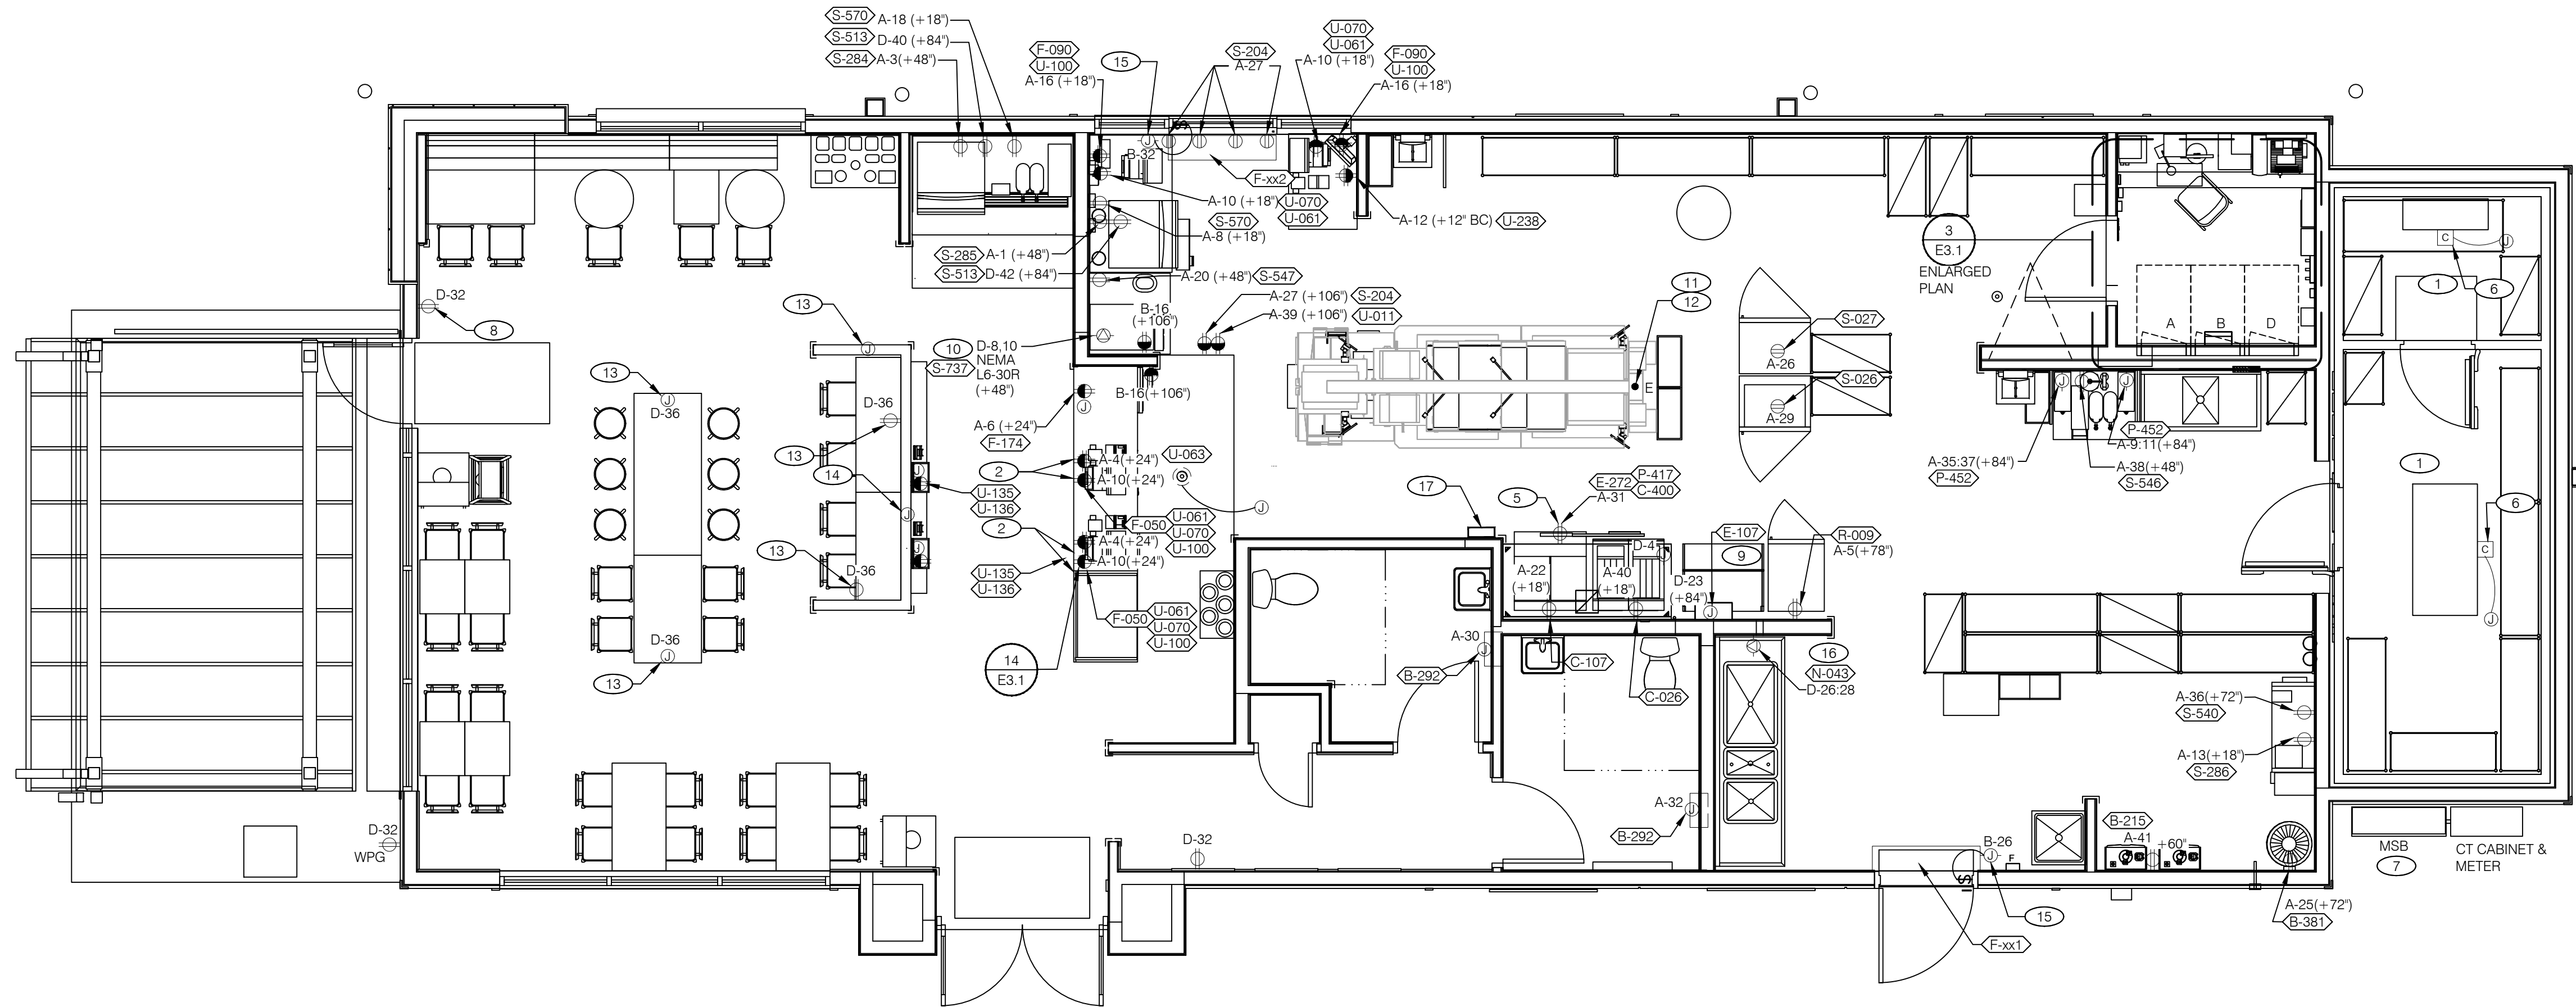 S-570 A-18 (+18")
S-513 D-40 (+84")
S-284 A-3(+48")
F-090
U-100
A-16 (+18")
15
S-204
A-27
U-070
U-061
A-10 (+18")
F-090
U-100
A-16 (+18")
B-32
S
F-xx2
A-10 (+18") U-070
U-061
S-570
A-8 (+18")
A-12 (+12" BC) U-238
S-285 A-1 (+48")
S-513 D-42 (+84")
A-20 (+48") S-547
A-27 (+106") S-204
A-39 (+106") U-011
B-16
(+106")
11
12
3
E3.1
ENLARGED
PLAN
A
B
D
C
J
1
6
D-32
8
13
J
10
S-737
D-8,10
NEMA
L6-30R
(+48")
B-16(+106")
A-6 (+24")
F-174
J
13
J
D-36
D-36
13
14
J
E
S-027
A-26
S-026
A-29
J
J
P-452
A-9:11(+84")
A-35:37(+84")
P-452
A-38(+48")
S-546
1
6
C
J
2
A-4(+24")
A-10(+24")
U-063
J
J
U-135
U-136
2
F-050 U-061
U-070
U-100
A-4(+24")
A-10(+24")
J
U-135
U-136
F-050 U-061
U-070
U-100
14
E3.1
13
D-36
D-36
J
13
17
5
E-272 P-417
A-31 C-400
E-107
9
R-009
A-5(+78")
D-4
J
A-22
(+18")
A-40
(+18")
D-23
(+84")
J
A-30
J
B-292
C-107
C-026
16
N-043
D-26:28
A-36(+72")
S-540
A-13(+18")
S-286
A-32
J
B-292
D-32
WPG
D-32
B-26
J
F
S
15
F-xx1
B-215
A-41
+60"
A-25(+72")
B-381
MSB
7
CT CABINET &
METER